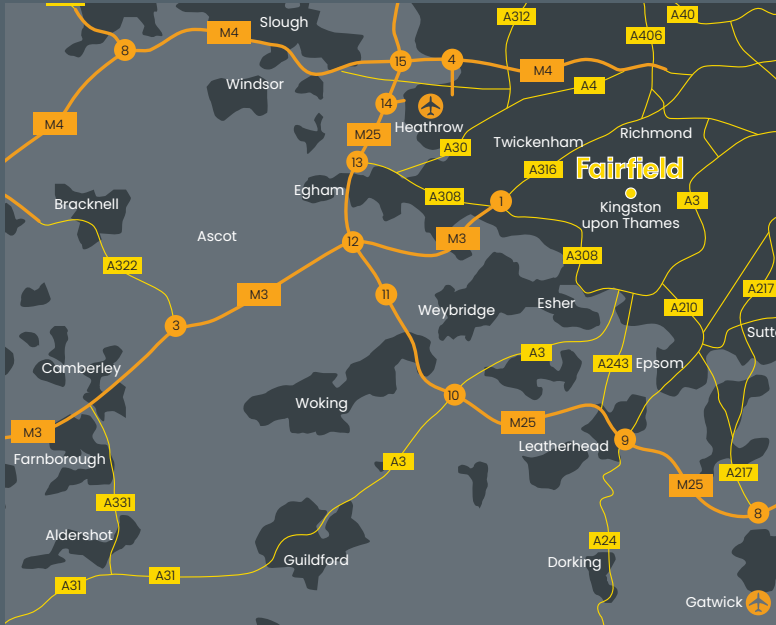 A312
A40
Slough
M4
A406
8
15
4
M4
Windsor
A4
14
M4
Heathrow
M25
Richmond
Twickenham
A30
13
A316
Fairfield
Egham
A308
1
A3
Bracknell
Kingston
upon Thames
Ascot
M3
12
A308
A322
A217
M3
11
Esher
Weybridge
A210
3
A3
A243
Epsom
Camberley
10
Woking
M25
M3
9
Leatherhead
Farnborough
A3
A217
M25
A331
8
Aldershot
A24
Guildford
Dorking
A31
A31
Gatwick